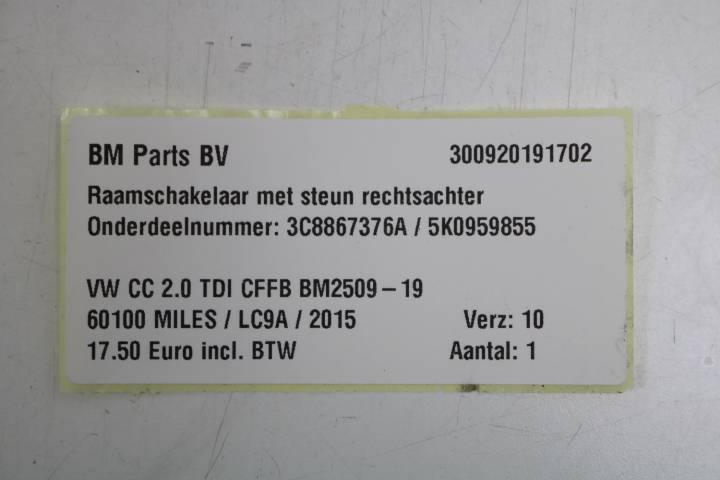 BM Parts BV 300920191702
Raamschakelaar met steun rechtsachter
Onderdeelnummer: 3C8867376A / 5K0959855
VW CC 2.0 TDI CFFB BM2509-19
60100 MILES / LC9A / 2015 Verz: 10
17.50 Euro incl. BTW Aantal: 1